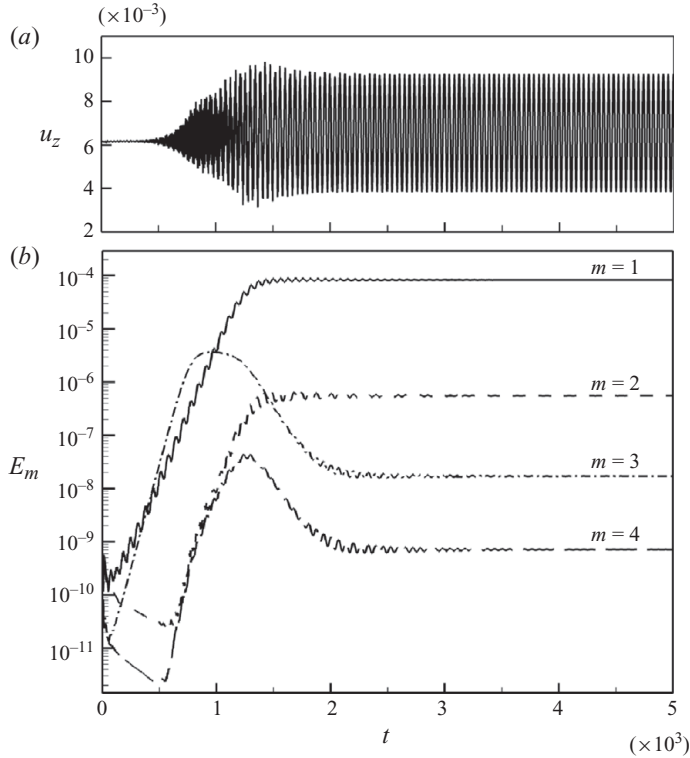 (×10⁻³)
(a)
10
8
u_z
6
4
2
(b)
10⁻⁴
m = 1
10⁻⁵
10⁻⁶
m = 2
10⁻⁷
E_m
m = 3
10⁻⁸
10⁻⁹
m = 4
10⁻¹⁰
10⁻¹¹
0 1 2 3 4 5
t
(×10³)